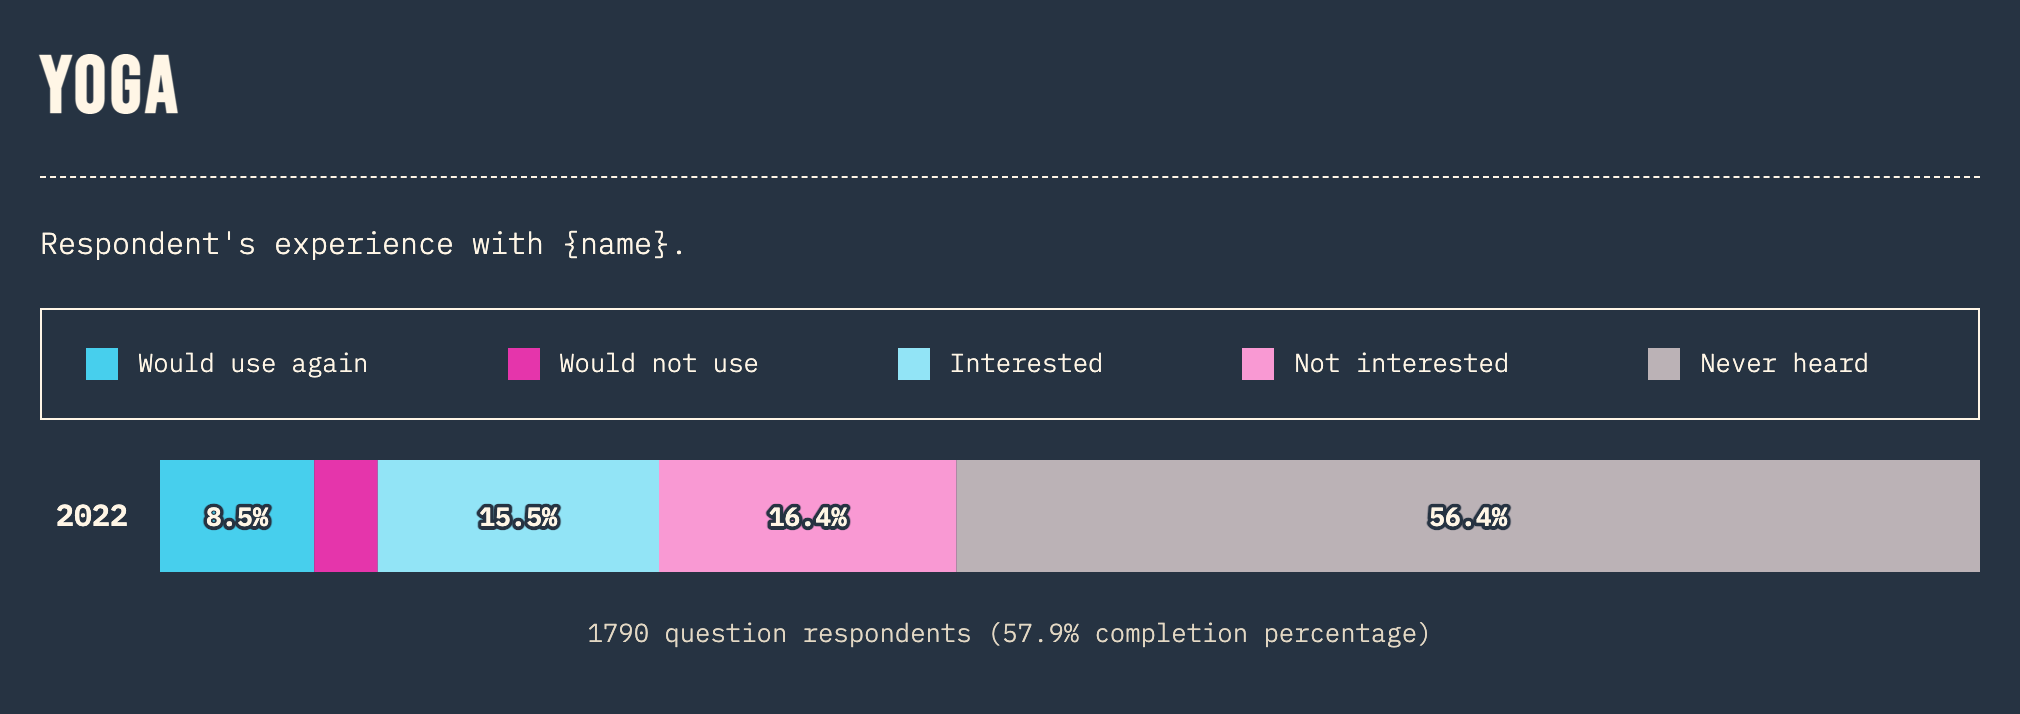 YOGA
Respondent's experience with {name}.
Would use again Would not use Interested Not interested Never heard
2022 8.5% 15.5% 16.4% 56.4%
1790 question respondents (57.9% completion percentage)